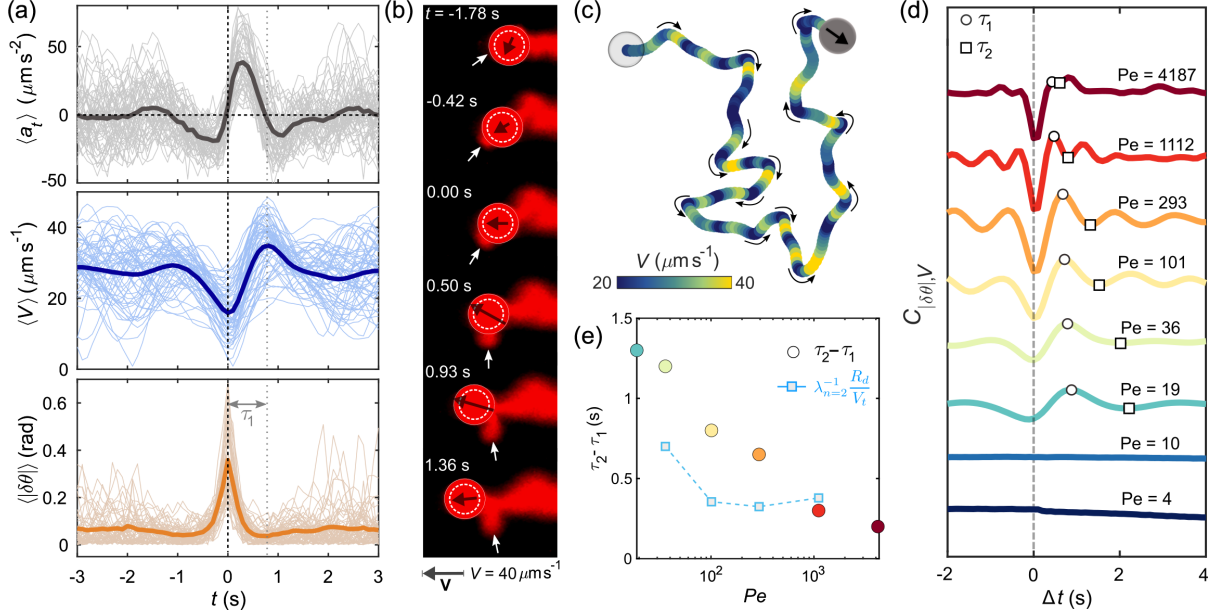 (a)
⟨a_t⟩ (μm s⁻²)
50
0
-50
⟨V⟩ (μm s⁻¹)
40
20
0
⟨|δθ|⟩ (rad)
0.6
0.4
0.2
0
τ₁
-3 -2 -1 0 1 2 3
t (s)
(b)
t = -1.78 s
-0.42 s
0.00 s
0.50 s
0.93 s
1.36 s
V
V = 40 μm s⁻¹
(c)
V (μm s⁻¹)
20 40
(d)
τ₁
τ₂
Pe = 4187
Pe = 1112
Pe = 293
Pe = 101
Pe = 36
Pe = 19
Pe = 10
Pe = 4
C_|δθ|,V
-2 0 2 4
Δt (s)
(e)
1.5
1
0.5
0
τ₂- τ₁ (s)
τ₂– τ₁
λ⁻¹ₙ₌₂ R_d/V_t
10² 10³
Pe